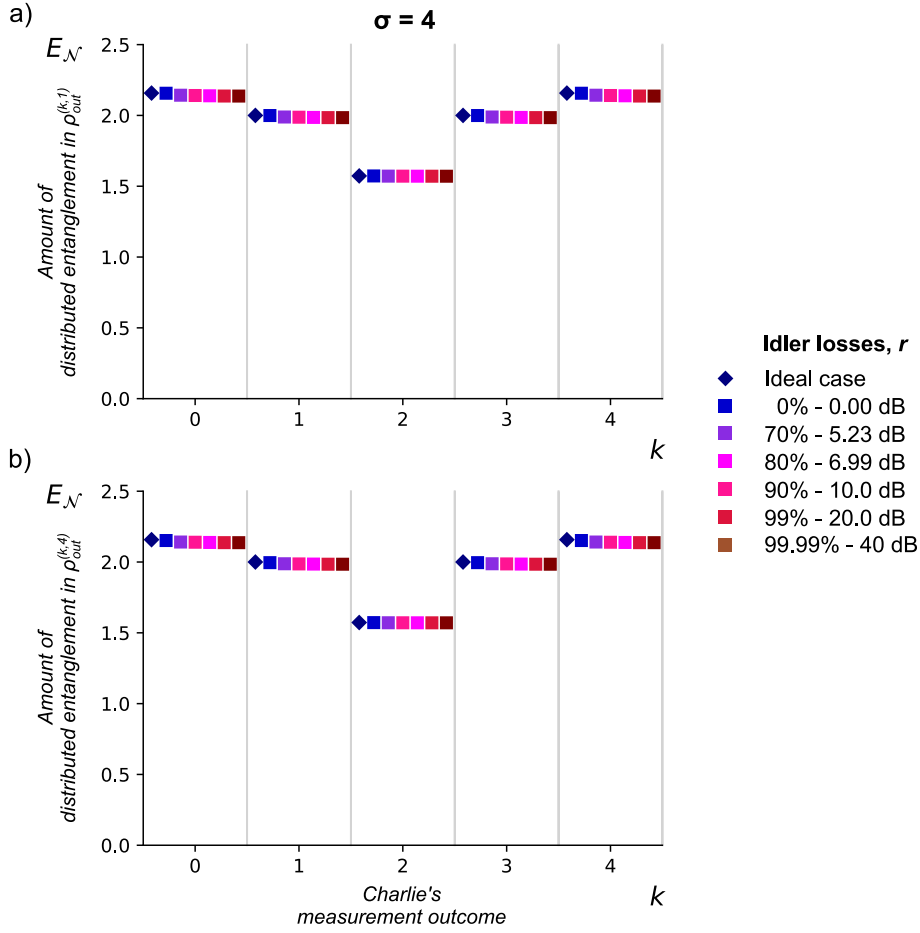 a)
σ = 4
E𝒩
2.5
2.0
1.5
1.0
0.5
0.0
Amount of
distributed entanglement in ρ_out^(k,1)
0 1 2 3 4
k
Idler losses, r
Ideal case
0% - 0.00 dB
70% - 5.23 dB
80% - 6.99 dB
90% - 10.0 dB
99% - 20.0 dB
99.99% - 40 dB
b)
E𝒩
2.5
2.0
1.5
1.0
0.5
0.0
Amount of
distributed entanglement in ρ_out^(k,4)
0 1 2 3 4
Charlie's
measurement outcome
k